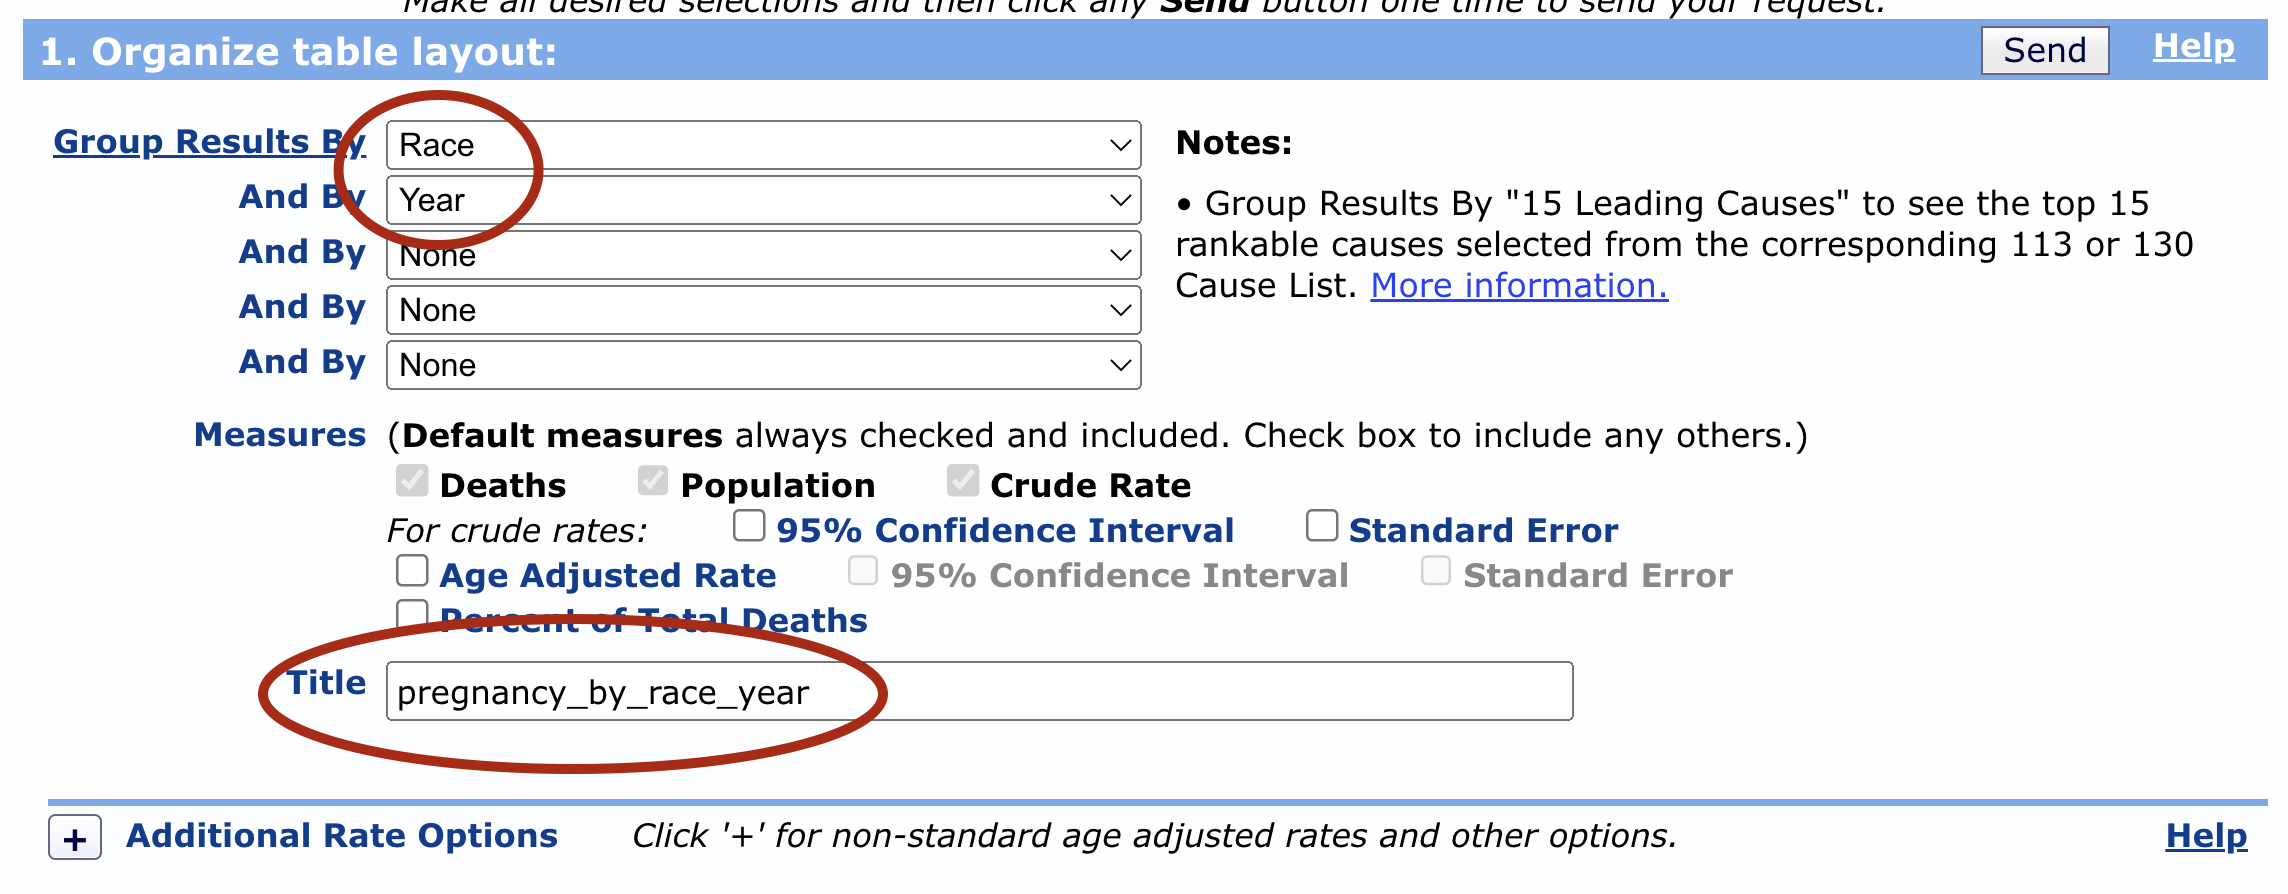 Make all desired selections and then click any Send button one time to send your request.
1. Organize table layout: Send Help
Group Results By Race
And By Year
And By None
And By None
And By None
Notes:
• Group Results By "15 Leading Causes" to see the top 15
rankable causes selected from the corresponding 113 or 130
Cause List. More information.
Measures (Default measures always checked and included. Check box to include any others.)
Deaths Population Crude Rate
For crude rates: 95% Confidence Interval Standard Error
Age Adjusted Rate 95% Confidence Interval Standard Error
Percent of Total Deaths
Title pregnancy_by_race_year
+ Additional Rate Options Click '+' for non-standard age adjusted rates and other options. Help